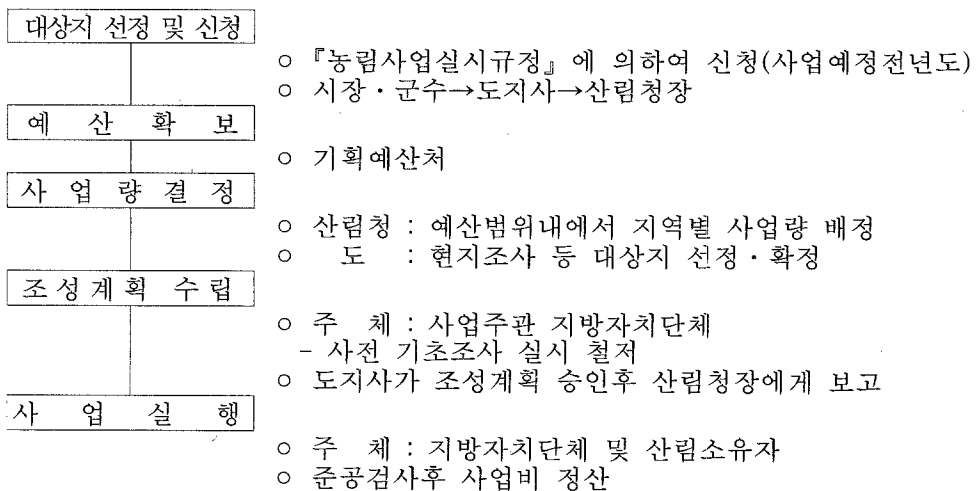 대상지 선정 및 신청
○ 『농림사업실시규정』에 의하여 신청(사업예정전년도)
○ 시장・군수→도지사→산림청장
예 산 확 보
○ 기획예산처
사 업 량 결 정
○ 산림청 : 예산범위내에서 지역별 사업량 배정
○ 도 : 현지조사 등 대상지 선정・확정
조 성 계 획 수 립
○ 주 체 : 사업주관 지방자치단체
- 사전 기초조사 실시 철저
○ 도지사가 조성계획 승인후 산림청장에게 보고
사 업 실 행
○ 주 체 : 지방자치단체 및 산림소유자
○ 준공검사후 사업비 정산